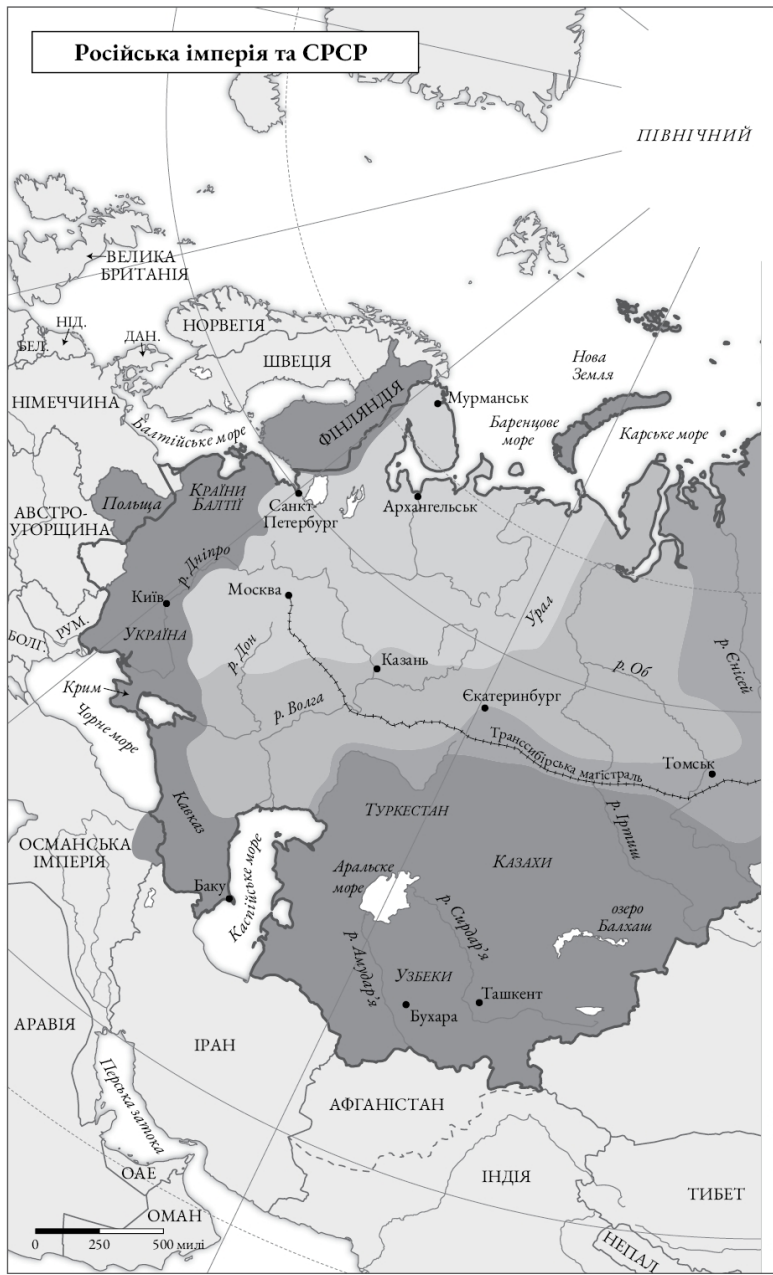 Російська імперія та СРСР
ПІВНІЧНИЙ
ВЕЛИКА
БРИТАНІЯ
НІД.
БЕЛ.
ДАН.
НОРВЕГІЯ
ШВЕЦІЯ
НІМЕЧЧИНА
Балтійське море
ФІНЛЯНДІЯ
Мурманськ
Баренцове
море
Нова
Земля
Карське море
Польща
КРАЇНИ
БАЛТІЇ
Санкт-
Петербург
Архангельськ
АВСТРО-
УГОРЩИНА
р. Дніпро
Київ
УКРАЇНА
Москва
Урал
РУМ.
БОЛГ.
р. Дон
Казань
р. Об
р. Єнісей
Крим
Чорне море
р. Волга
Єкатеринбург
Транссибірська магістраль
Томськ
Кавказ
ТУРКЕСТАН
р. Іртиш
ОСМАНСЬКА
ІМПЕРІЯ
Каспійське море
Аральське
море
КАЗАХИ
Баку
р. Сирдар’я
озеро
Балхаш
р. Амудар’я
УЗБЕКИ
Ташкент
Бухара
АРАВІЯ
ІРАН
Перська затока
АФГАНІСТАН
ОАЕ
ІНДІЯ
ТИБЕТ
ОМАН
НЕПАЛ
0 250 500 милі